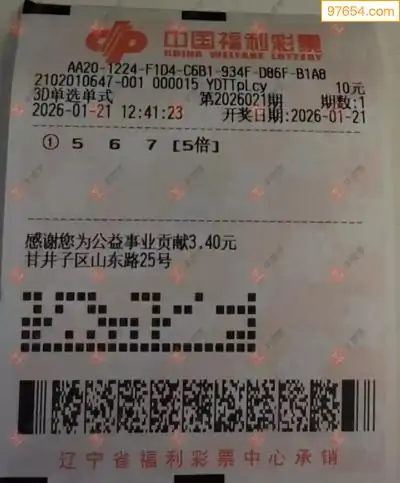 97654.com
中国福利彩票
CHINA WELFARE LOTTERY
AA20-1224-F1D4-C6B1-934F-D86F-B1A8
2102010647-001 000015 YDTTpLcy 10元
3D单选单式 第2026021期 期数:1
2026-01-21 12:41:23 开奖日期:2026-01-21
① 5 6 7 [5倍]
感谢您为公益事业贡献3.40元
甘井子区山东路25号
辽宁省福利彩票中心承销